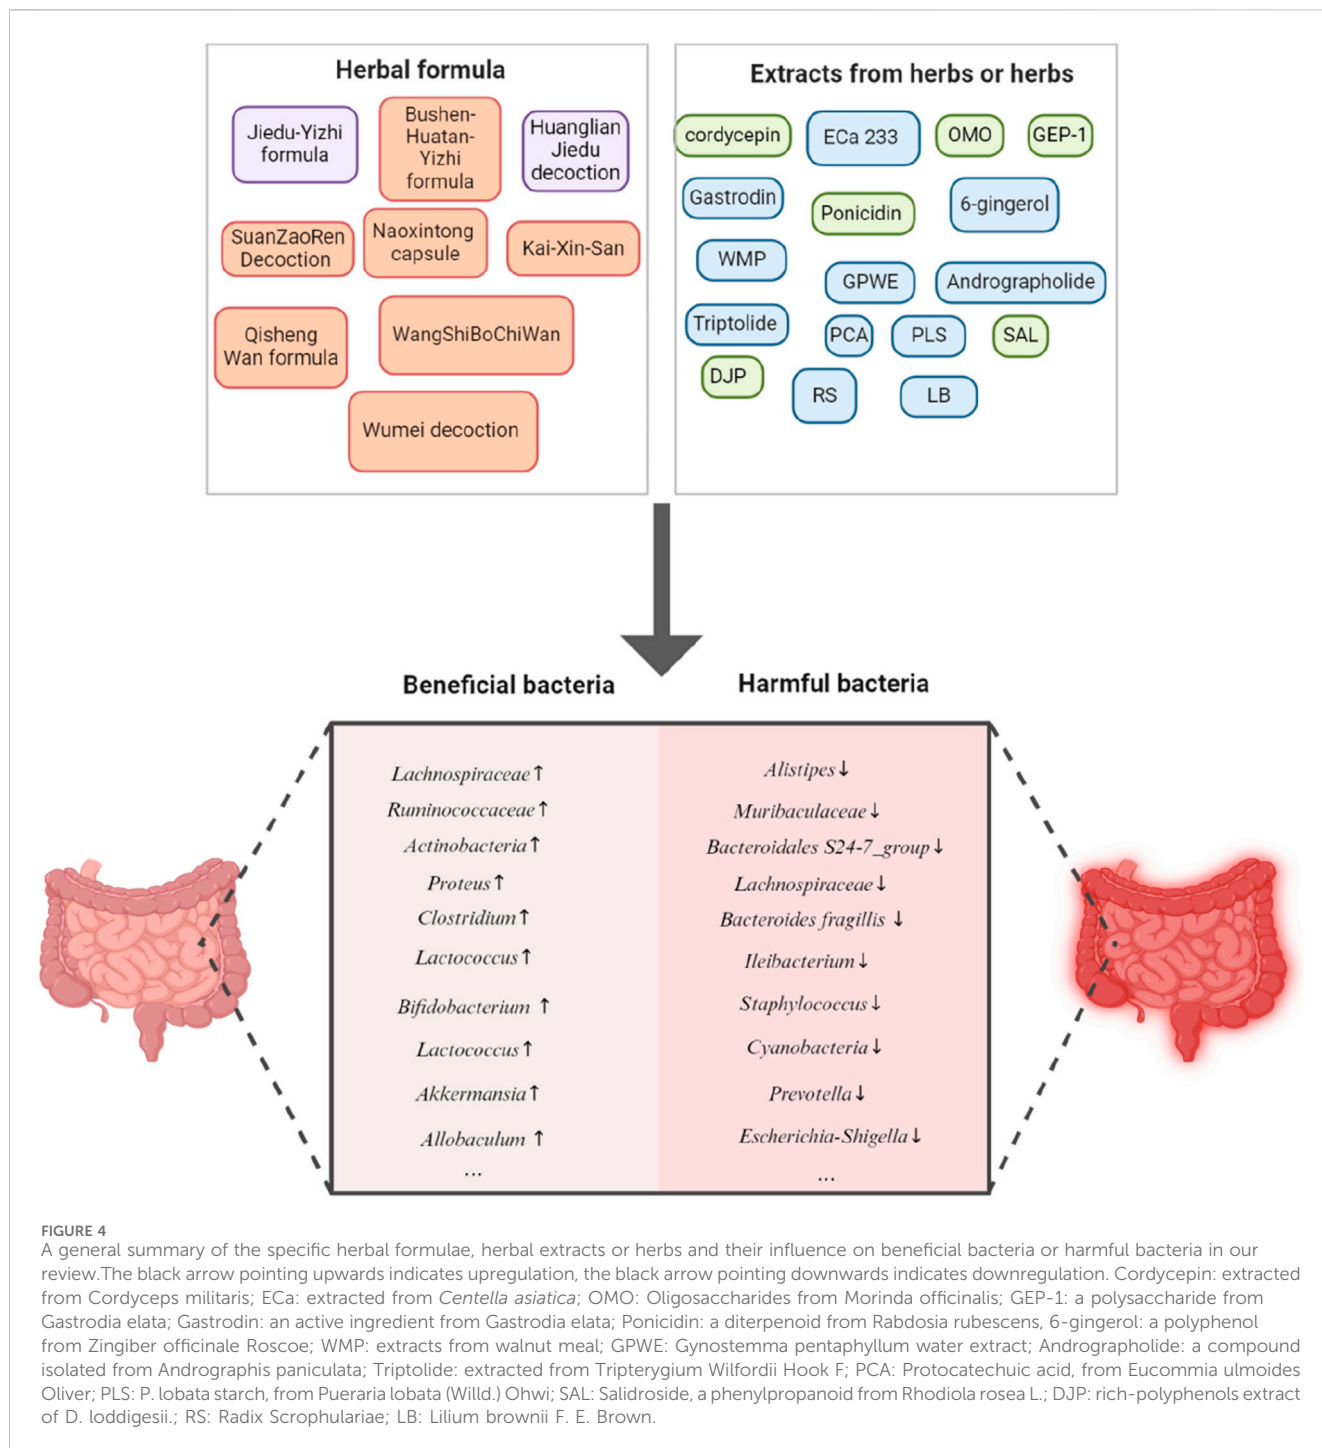 Herbal formula
Jiedu-Yizhi
formula
Bushen-
Huatan-
Yizhi
formula
Huanglian
Jiedu
decoction
SuanZaoRen
Decoction
Naoxintong
capsule
Kai-Xin-San
Qisheng
Wan formula
WangShiBoChiWan
Wumei decoction
Extracts from herbs or herbs
cordycepin
ECa 233
OMO
GEP-1
Gastrodin
Ponicidin
6-gingerol
WMP
GPWE
Andrographolide
Triptolide
PCA
PLS
SAL
DJP
RS
LB
Beneficial bacteria
Lachnospiraceae↑
Ruminococcaceae↑
Actinobacteria↑
Proteus↑
Clostridium↑
Lactococcus↑
Bifidobacterium ↑
Lactococcus↑
Akkermansia↑
Allobaculum ↑
...
Harmful bacteria
Alistipes↓
Muribaculaceae↓
Bacteroidales S24-7_group↓
Lachnospiraceae↓
Bacteroides fragillis ↓
Ileibacterium↓
Staphylococcus↓
Cyanobacteria↓
Prevotella↓
Escherichia-Shigella↓
...
FIGURE 4
A general summary of the specific herbal formulae, herbal extracts or herbs and their influence on beneficial bacteria or harmful bacteria in our
review.The black arrow pointing upwards indicates upregulation, the black arrow pointing downwards indicates downregulation. Cordycepin: extracted
from Cordyceps militaris; ECa: extracted from Centella asiatica; OMO: Oligosaccharides from Morinda officinalis; GEP-1: a polysaccharide from
Gastrodia elata; Gastrodin: an active ingredient from Gastrodia elata; Ponicidin: a diterpenoid from Rabdosia rubescens, 6-gingerol: a polyphenol
from Zingiber officinale Roscoe; WMP: extracts from walnut meal; GPWE: Gynostemma pentaphyllum water extract; Andrographolide: a compound
isolated from Andrographis paniculata; Triptolide: extracted from Tripterygium Wilfordii Hook F; PCA: Protocatechuic acid, from Eucommia ulmoides
Oliver; PLS: P. lobata starch, from Pueraria lobata (Willd.) Ohwi; SAL: Salidroside, a phenylpropanoid from Rhodiola rosea L.; DJP: rich-polyphenols extract
of D. loddigesii.; RS: Radix Scrophulariae; LB: Lilium brownii F. E. Brown.